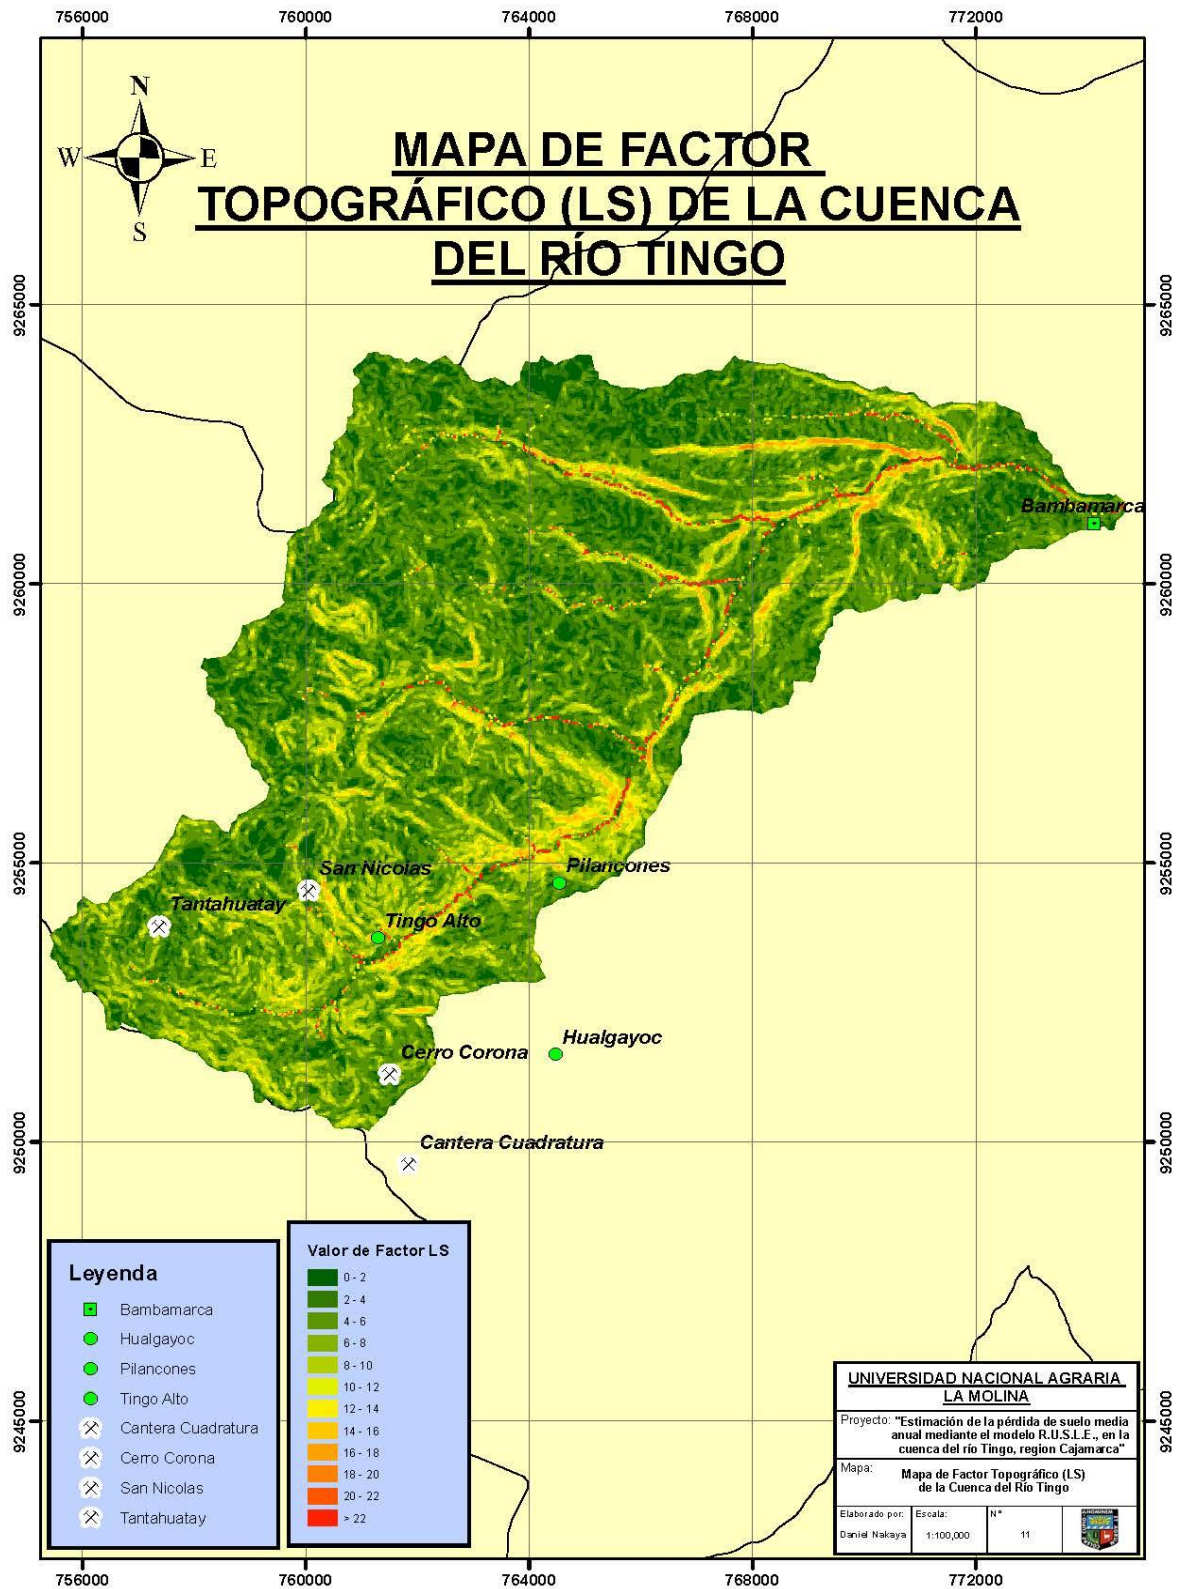 756000
760000
764000
768000
772000
N
W
E
S
MAPA DE FACTOR
TOPOGRÁFICO (LS) DE LA CUENCA
DEL RÍO TINGO
9265000
9265000
Bambamarca
9260000
9260000
9255000
9255000
San Nicolas
Pilancones
Tantahuatay
Tingo Alto
Hualgayoc
Cerro Corona
9250000
9250000
Cantera Cuadratura
Leyenda
Bambamarca
Hualgayoc
Pilancones
Tingo Alto
Cantera Cuadratura
Cerro Corona
San Nicolas
Tantahuatay
Valor de Factor LS
0 - 2
2 - 4
4 - 6
6 - 8
8 - 10
10 - 12
12 - 14
14 - 16
16 - 18
18 - 20
20 - 22
> 22
9245000
9245000
UNIVERSIDAD NACIONAL AGRARIA
LA MOLINA
Proyecto: "Estimación de la pérdida de suelo media
anual mediante el modelo R.U.S.L.E., en la
cuenca del río Tingo, region Cajamarca"
Mapa: Mapa de Factor Topográfico (LS)
de la Cuenca del Río Tingo
Elaborado por:
Daniel Nakaya
Escala:
1:100,000
N°
11
756000
760000
764000
768000
772000